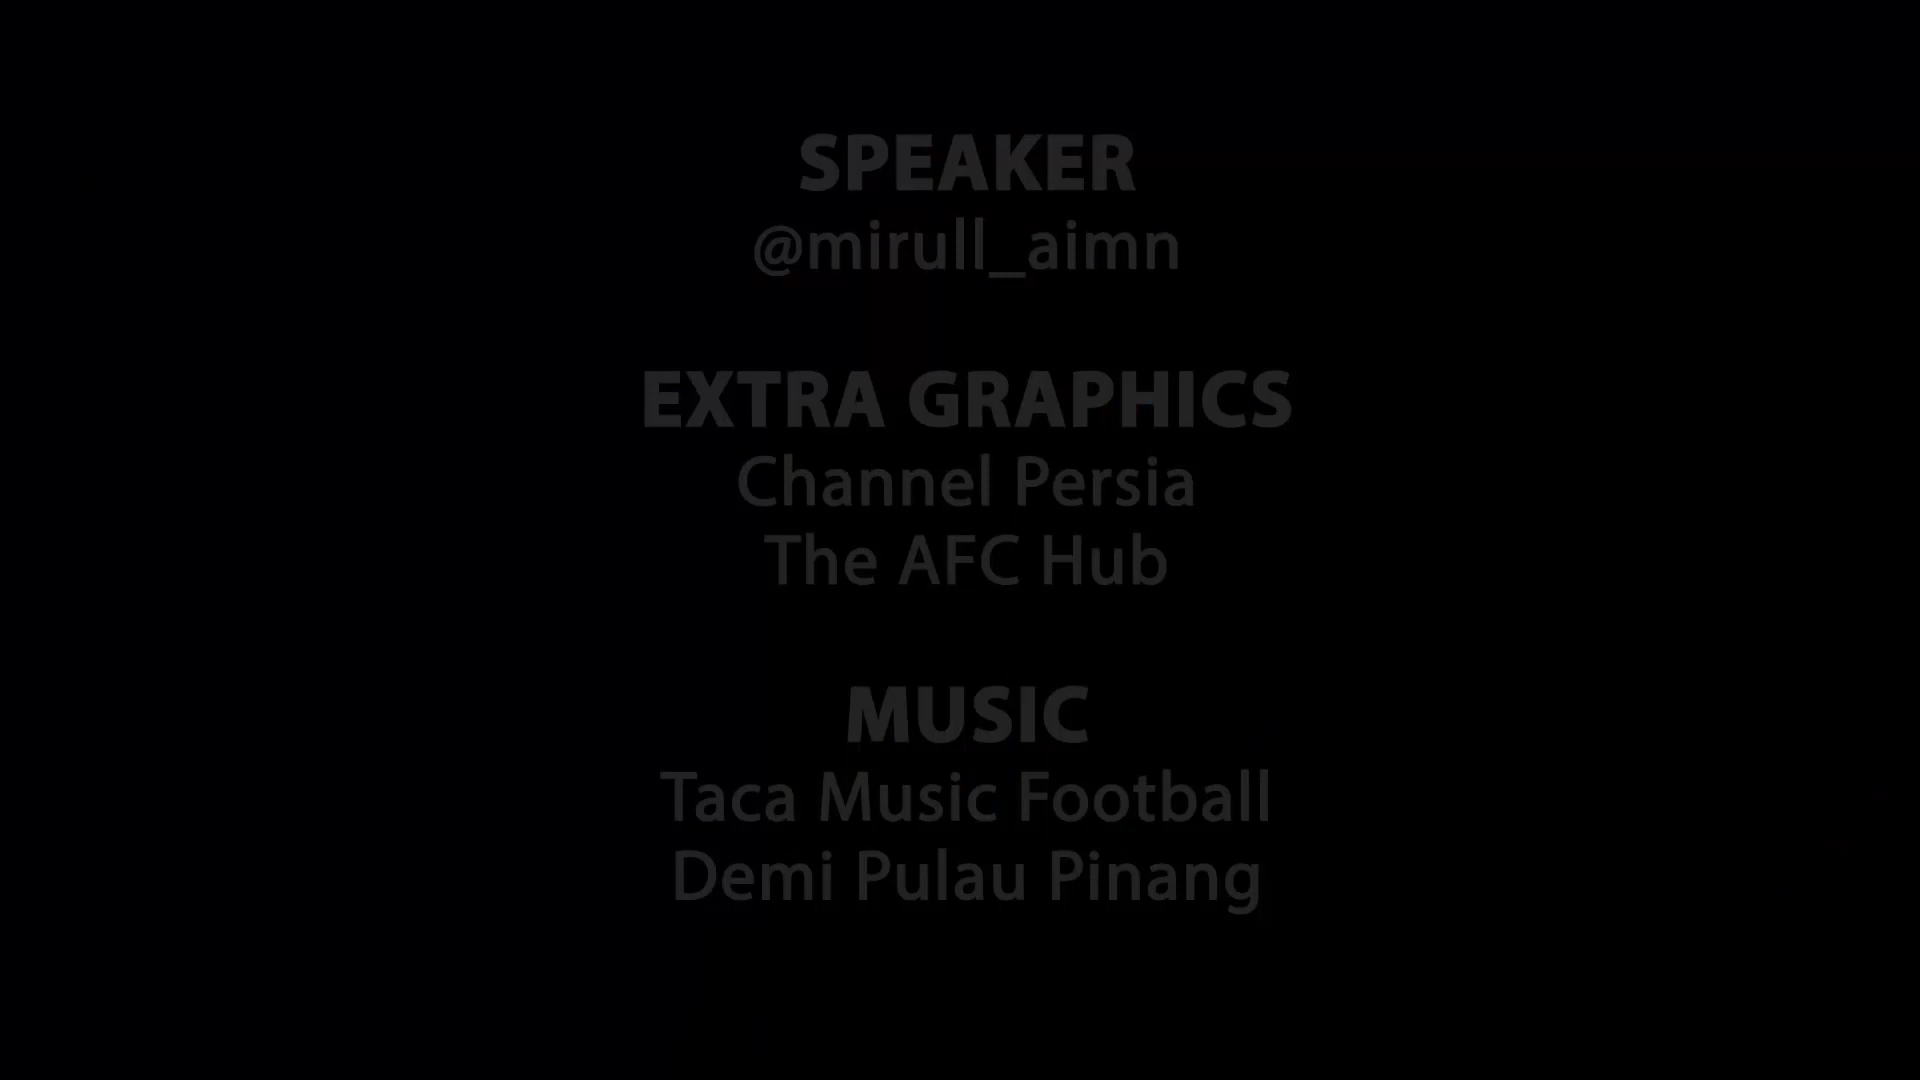 SPEAKER
@mirull_aimn
EXTRA GRAPHICS
Channel Persia
The AFC Hub
MUSIC
Taca Music Football
Demi Pulau Pinang